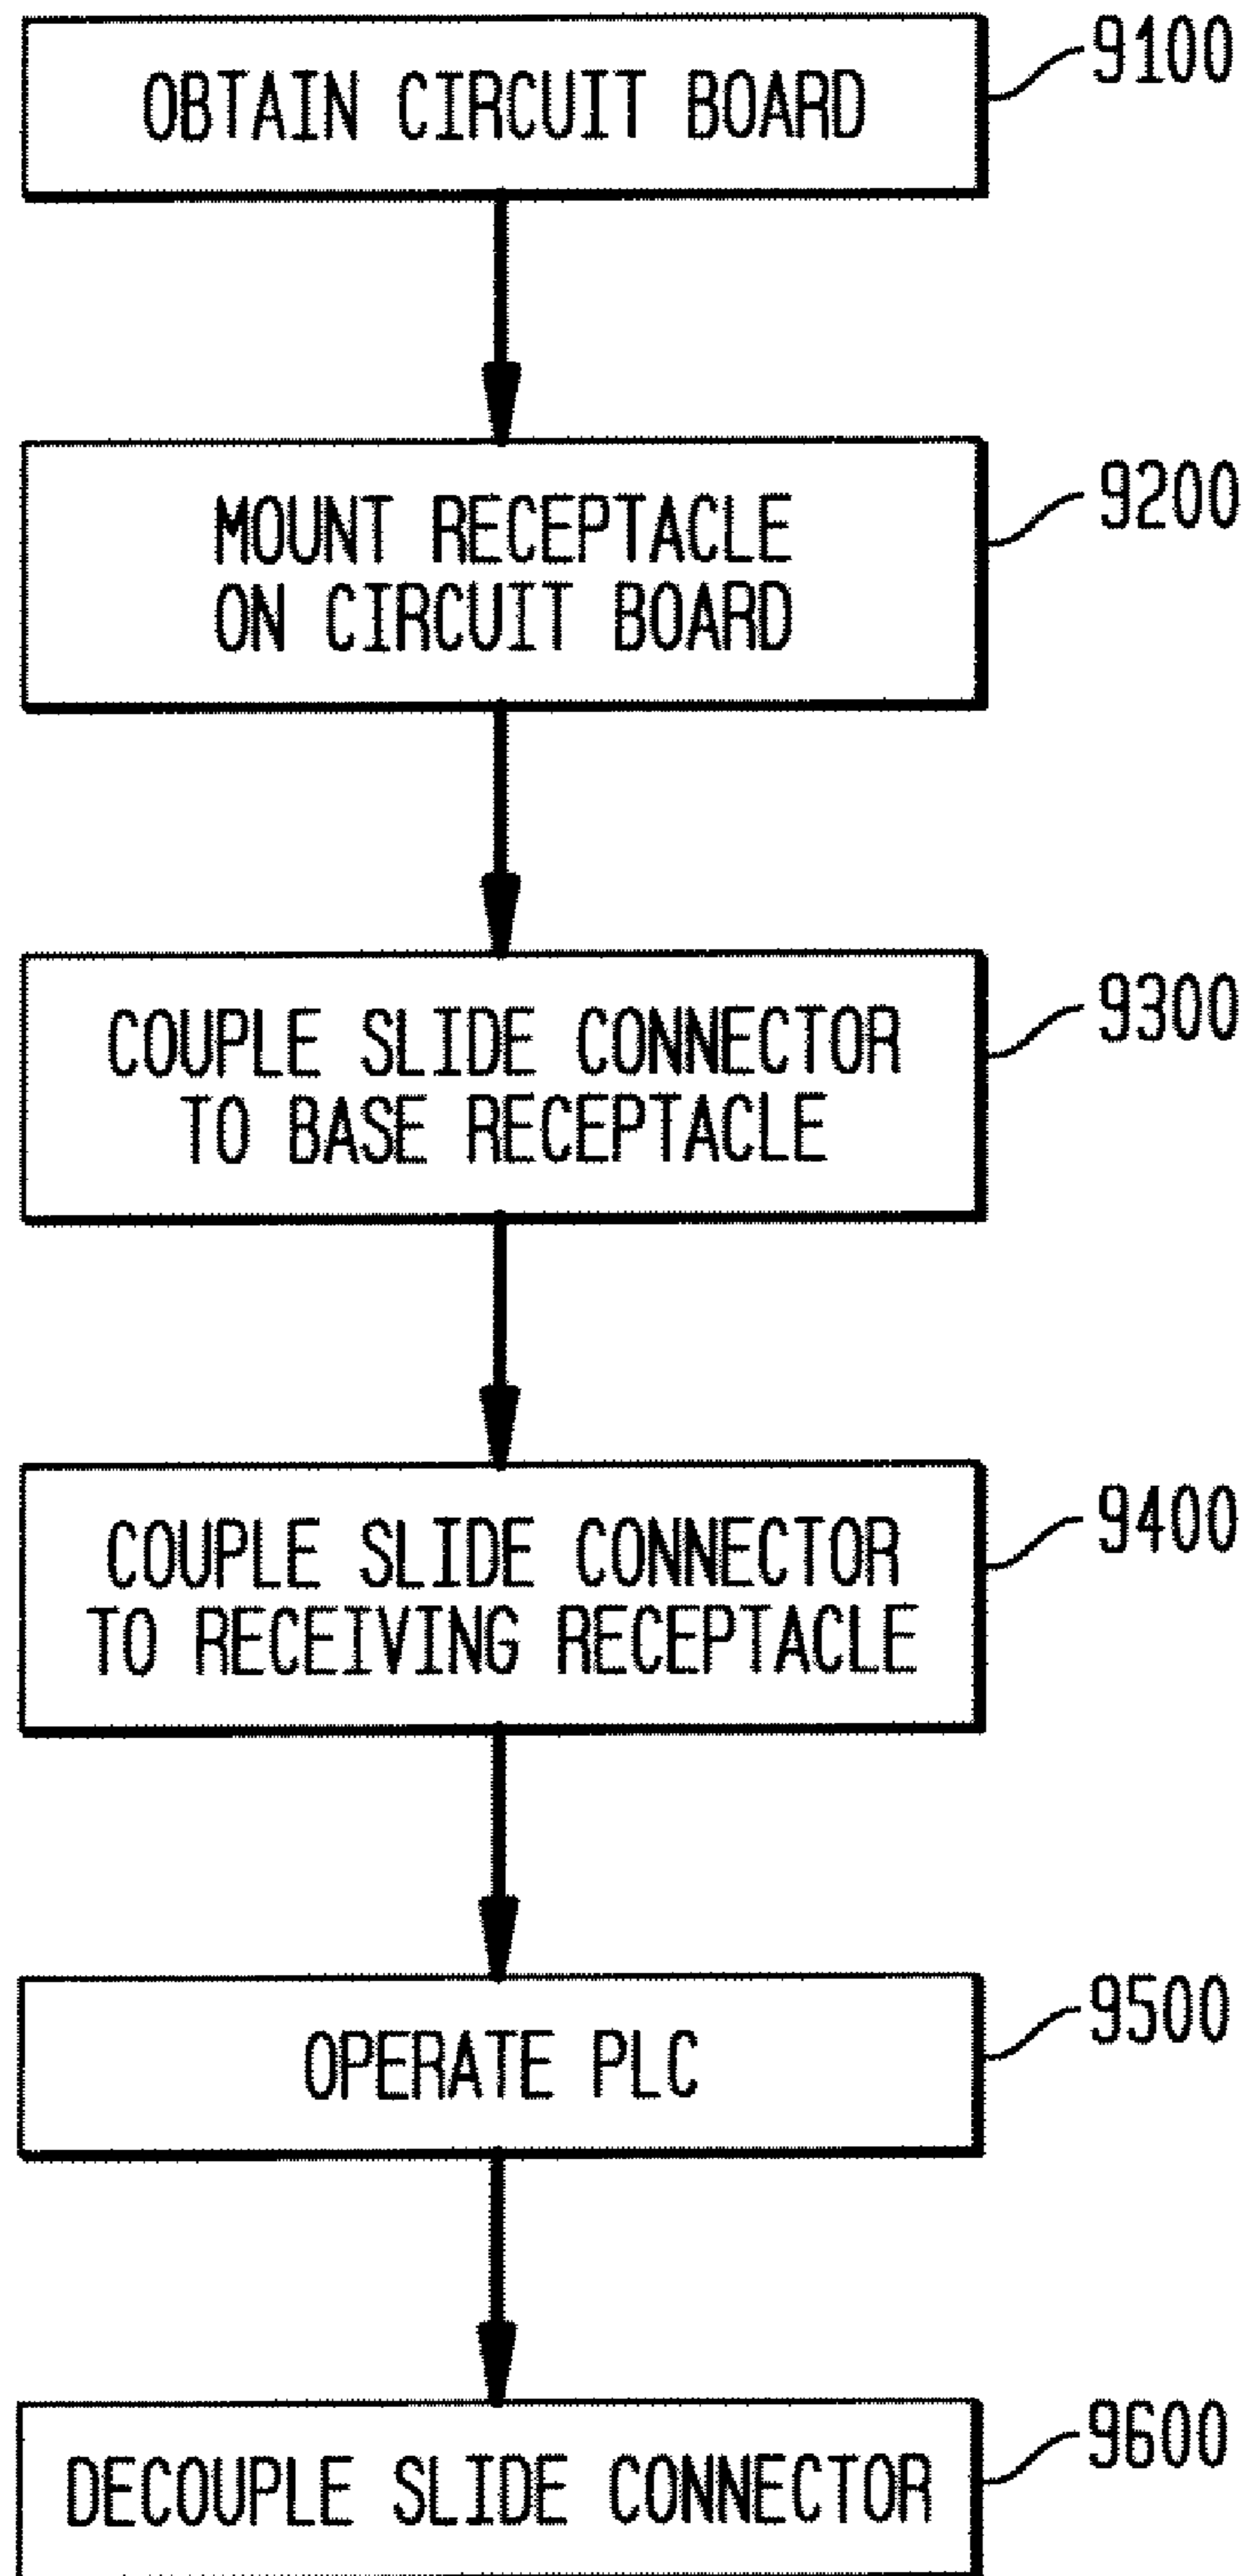 OBTAIN CIRCUIT BOARD
9100
MOUNT RECEPTACLE
ON CIRCUIT BOARD
9200
COUPLE SLIDE CONNECTOR
TO BASE RECEPTACLE
9300
COUPLE SLIDE CONNECTOR
TO RECEIVING RECEPTACLE
9400
OPERATE PLC
9500
DECOUPLE SLIDE CONNECTOR
9600